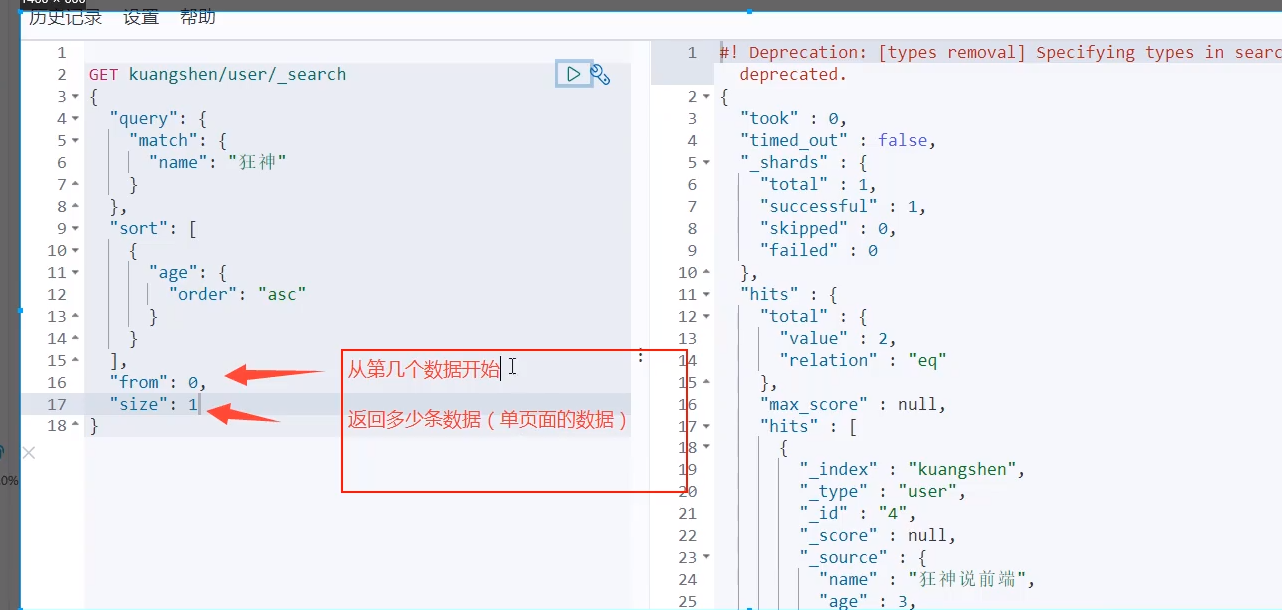 历史记录 设置 帮助
1
2 GET kuangshen/user/_search
3 {
4 "query": {
5 "match": {
6 "name": "狂神"
7 }
8 },
9 "sort": [
10 {
11 "age": {
12 "order": "asc"
13 }
14 }
15 ],
16 "from": 0,
17 "size": 1
18 }
从第几个数据开始
返回多少条数据（单页面的数据）
1 #! Deprecation: [types removal] Specifying types in searc
deprecated.
2 {
3 "took" : 0,
4 "timed_out" : false,
5 "_shards" : {
6 "total" : 1,
7 "successful" : 1,
8 "skipped" : 0,
9 "failed" : 0
10 },
11 "hits" : {
12 "total" : {
13 "value" : 2,
14 "relation" : "eq"
15 },
16 "max_score" : null,
17 "hits" : [
18 {
19 "_index" : "kuangshen",
20 "_type" : "user",
21 "_id" : "4",
22 "_score" : null,
23 "_source" : {
24 "name" : "狂神说前端",
25 "age" : 3,